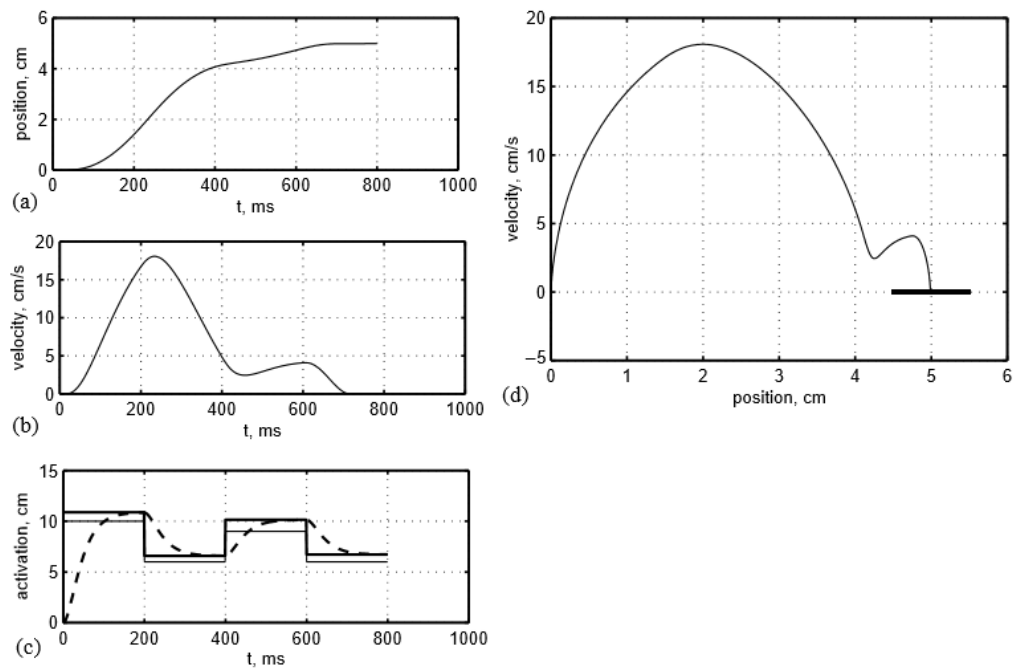 6
4
2
0
0 200 400 600 800 1000
position, cm
t, ms
(a)
20
15
10
5
0
0 200 400 600 800 1000
velocity, cm/s
t, ms
(b)
15
10
5
0
0 200 400 600 800 1000
activation, cm
t, ms
(c)
20
15
10
5
0
−5
0 1 2 3 4 5 6
velocity, cm/s
position, cm
(d)